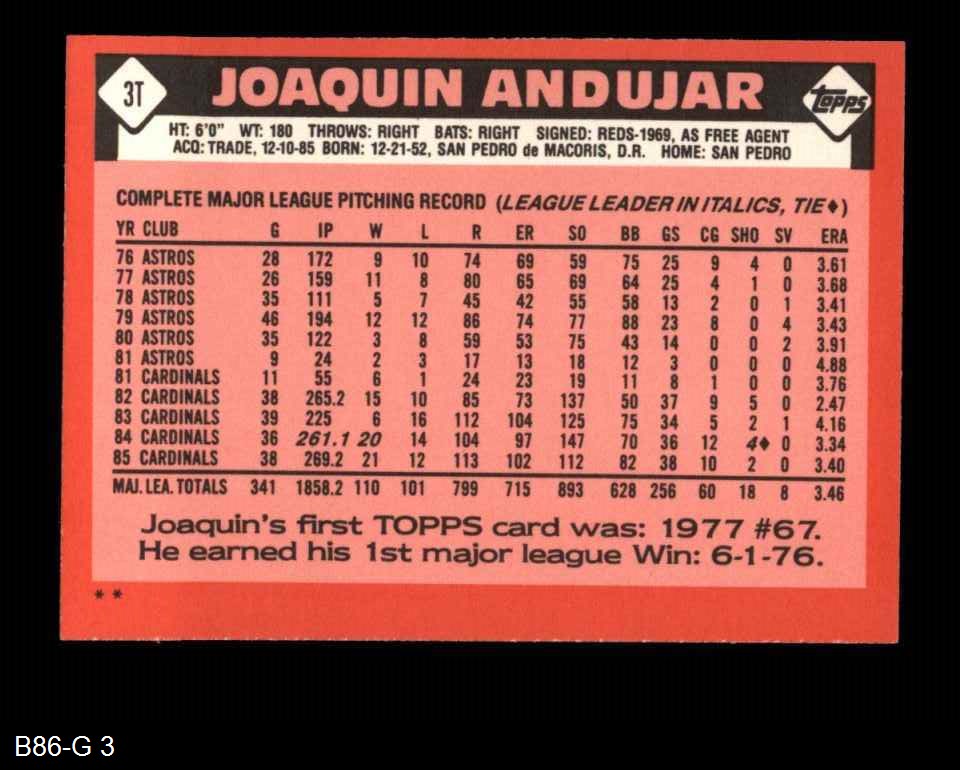 3T
JOAQUIN ANDUJAR
TOPPS
HT: 6'0" WT: 180 THROWS: RIGHT BATS: RIGHT SIGNED: REDS-1969, AS FREE AGENT
ACQ: TRADE, 12-10-85 BORN: 12-21-52, SAN PEDRO de MACORIS, D.R. HOME: SAN PEDRO
COMPLETE MAJOR LEAGUE PITCHING RECORD (LEAGUE LEADER IN ITALICS, TIE♦)
YR CLUB G IP W L R ER SO BB GS CG SHO SV ERA
76 ASTROS 28 172 9 10 74 69 59 75 25 9 4 0 3.61
77 ASTROS 26 159 11 8 80 65 69 64 25 4 1 0 3.68
78 ASTROS 35 111 5 7 45 42 55 58 13 2 0 1 3.41
79 ASTROS 46 194 12 12 86 74 77 88 23 8 0 4 3.43
80 ASTROS 35 122 3 8 59 53 75 43 14 0 0 2 3.91
81 ASTROS 9 24 2 3 17 13 18 12 3 0 0 0 4.88
81 CARDINALS 11 55 6 1 24 23 19 11 8 1 0 0 3.76
82 CARDINALS 38 265.2 15 10 85 73 137 50 37 9 5 0 2.47
83 CARDINALS 39 225 6 16 112 104 125 75 34 5 2 1 4.16
84 CARDINALS 36 261.1 20 14 104 97 147 70 36 12 4♦ 0 3.34
85 CARDINALS 38 269.2 21 12 113 102 112 82 38 10 2 0 3.40
MAJ. LEA. TOTALS 341 1858.2 110 101 799 715 893 628 256 60 18 8 3.46
Joaquin's first TOPPS card was: 1977 #67.
He earned his 1st major league Win: 6-1-76.
* *
B86-G 3